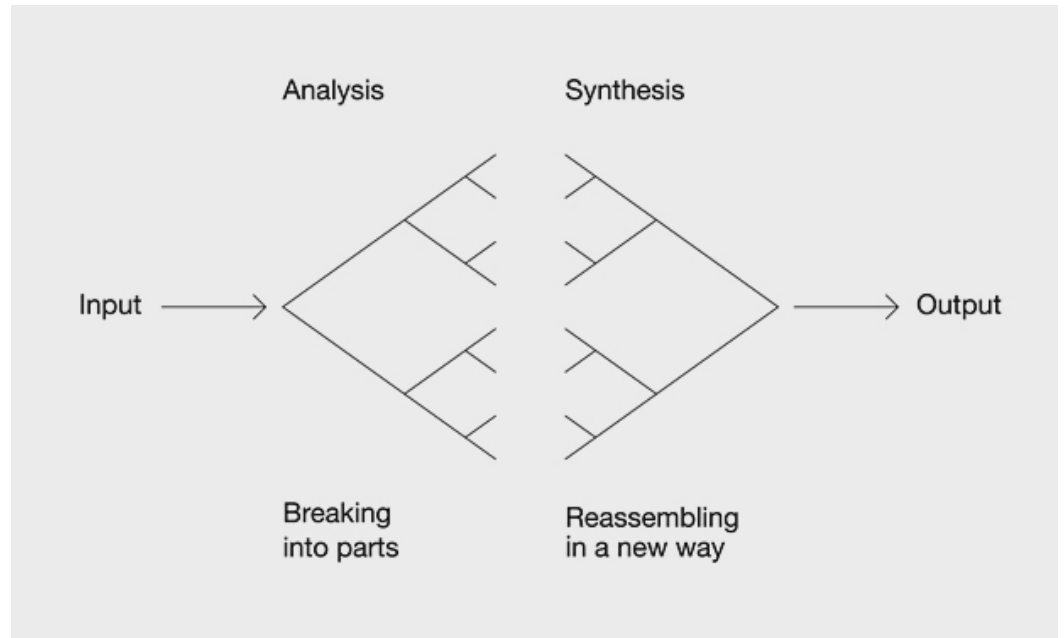 Analysis
Synthesis
Input
Output
Breaking
into parts
Reassembling
in a new way